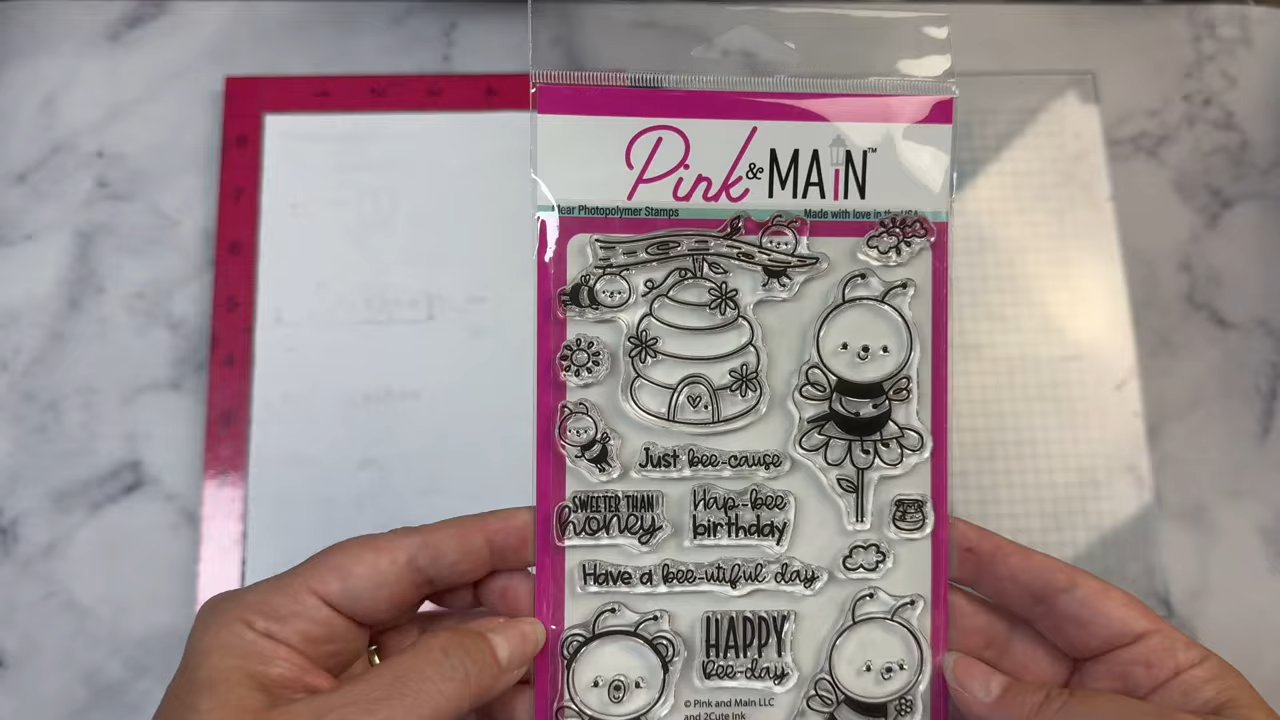 Pink & MAiN™
lear Photopolymer Stamps
Made with love in the USA
Just bee-cause
SWEETER THAN
honey
Hap-bee
birthday
Have a bee-utiful day
HAPPY
bee-day
© Pink and Main LLC
and 2Cute Ink